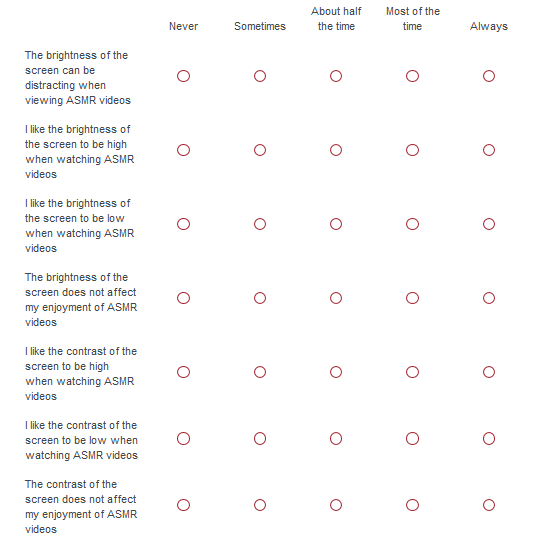 Never
Sometimes
About half
the time
Most of the
time
Always
The brightness of the
screen can be
distracting when
viewing ASMR videos
I like the brightness of
the screen to be high
when watching ASMR
videos
I like the brightness of
the screen to be low
when watching ASMR
videos
The brightness of the
screen does not affect
my enjoyment of ASMR
videos
I like the contrast of the
screen to be high
when watching ASMR
videos
I like the contrast of the
screen to be low when
watching ASMR videos
The contrast of the
screen does not affect
my enjoyment of ASMR
videos